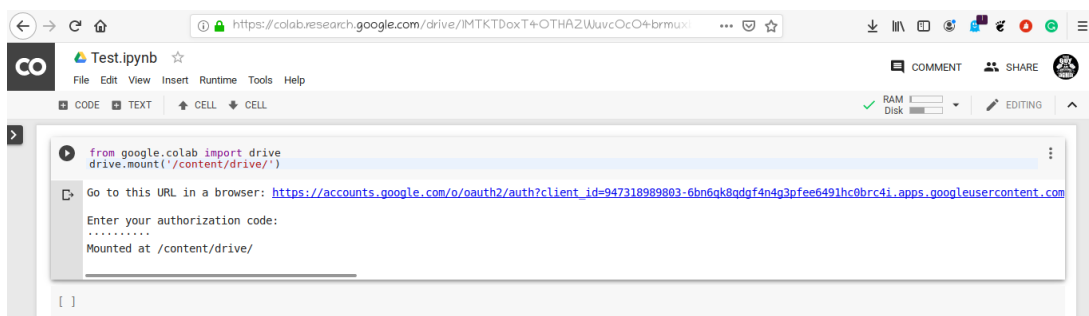 https://colab.research.google.com/drive/
Test.ipynb
COMMENT SHARE
File Edit View Insert Runtime Tools Help
CODE TEXT CELL CELL
RAM
Disk
EDITING
from google.colab import drive
drive.mount('/content/drive/')
Go to this URL in a browser: https://accounts.google.com/o/oauth2/auth?client_id=947318989803-6bn6qk8qdgf4n4g3pfee6491hc0brc4i.apps.googleusercontent.com
Enter your authorization code:
··········
Mounted at /content/drive/
[ ]